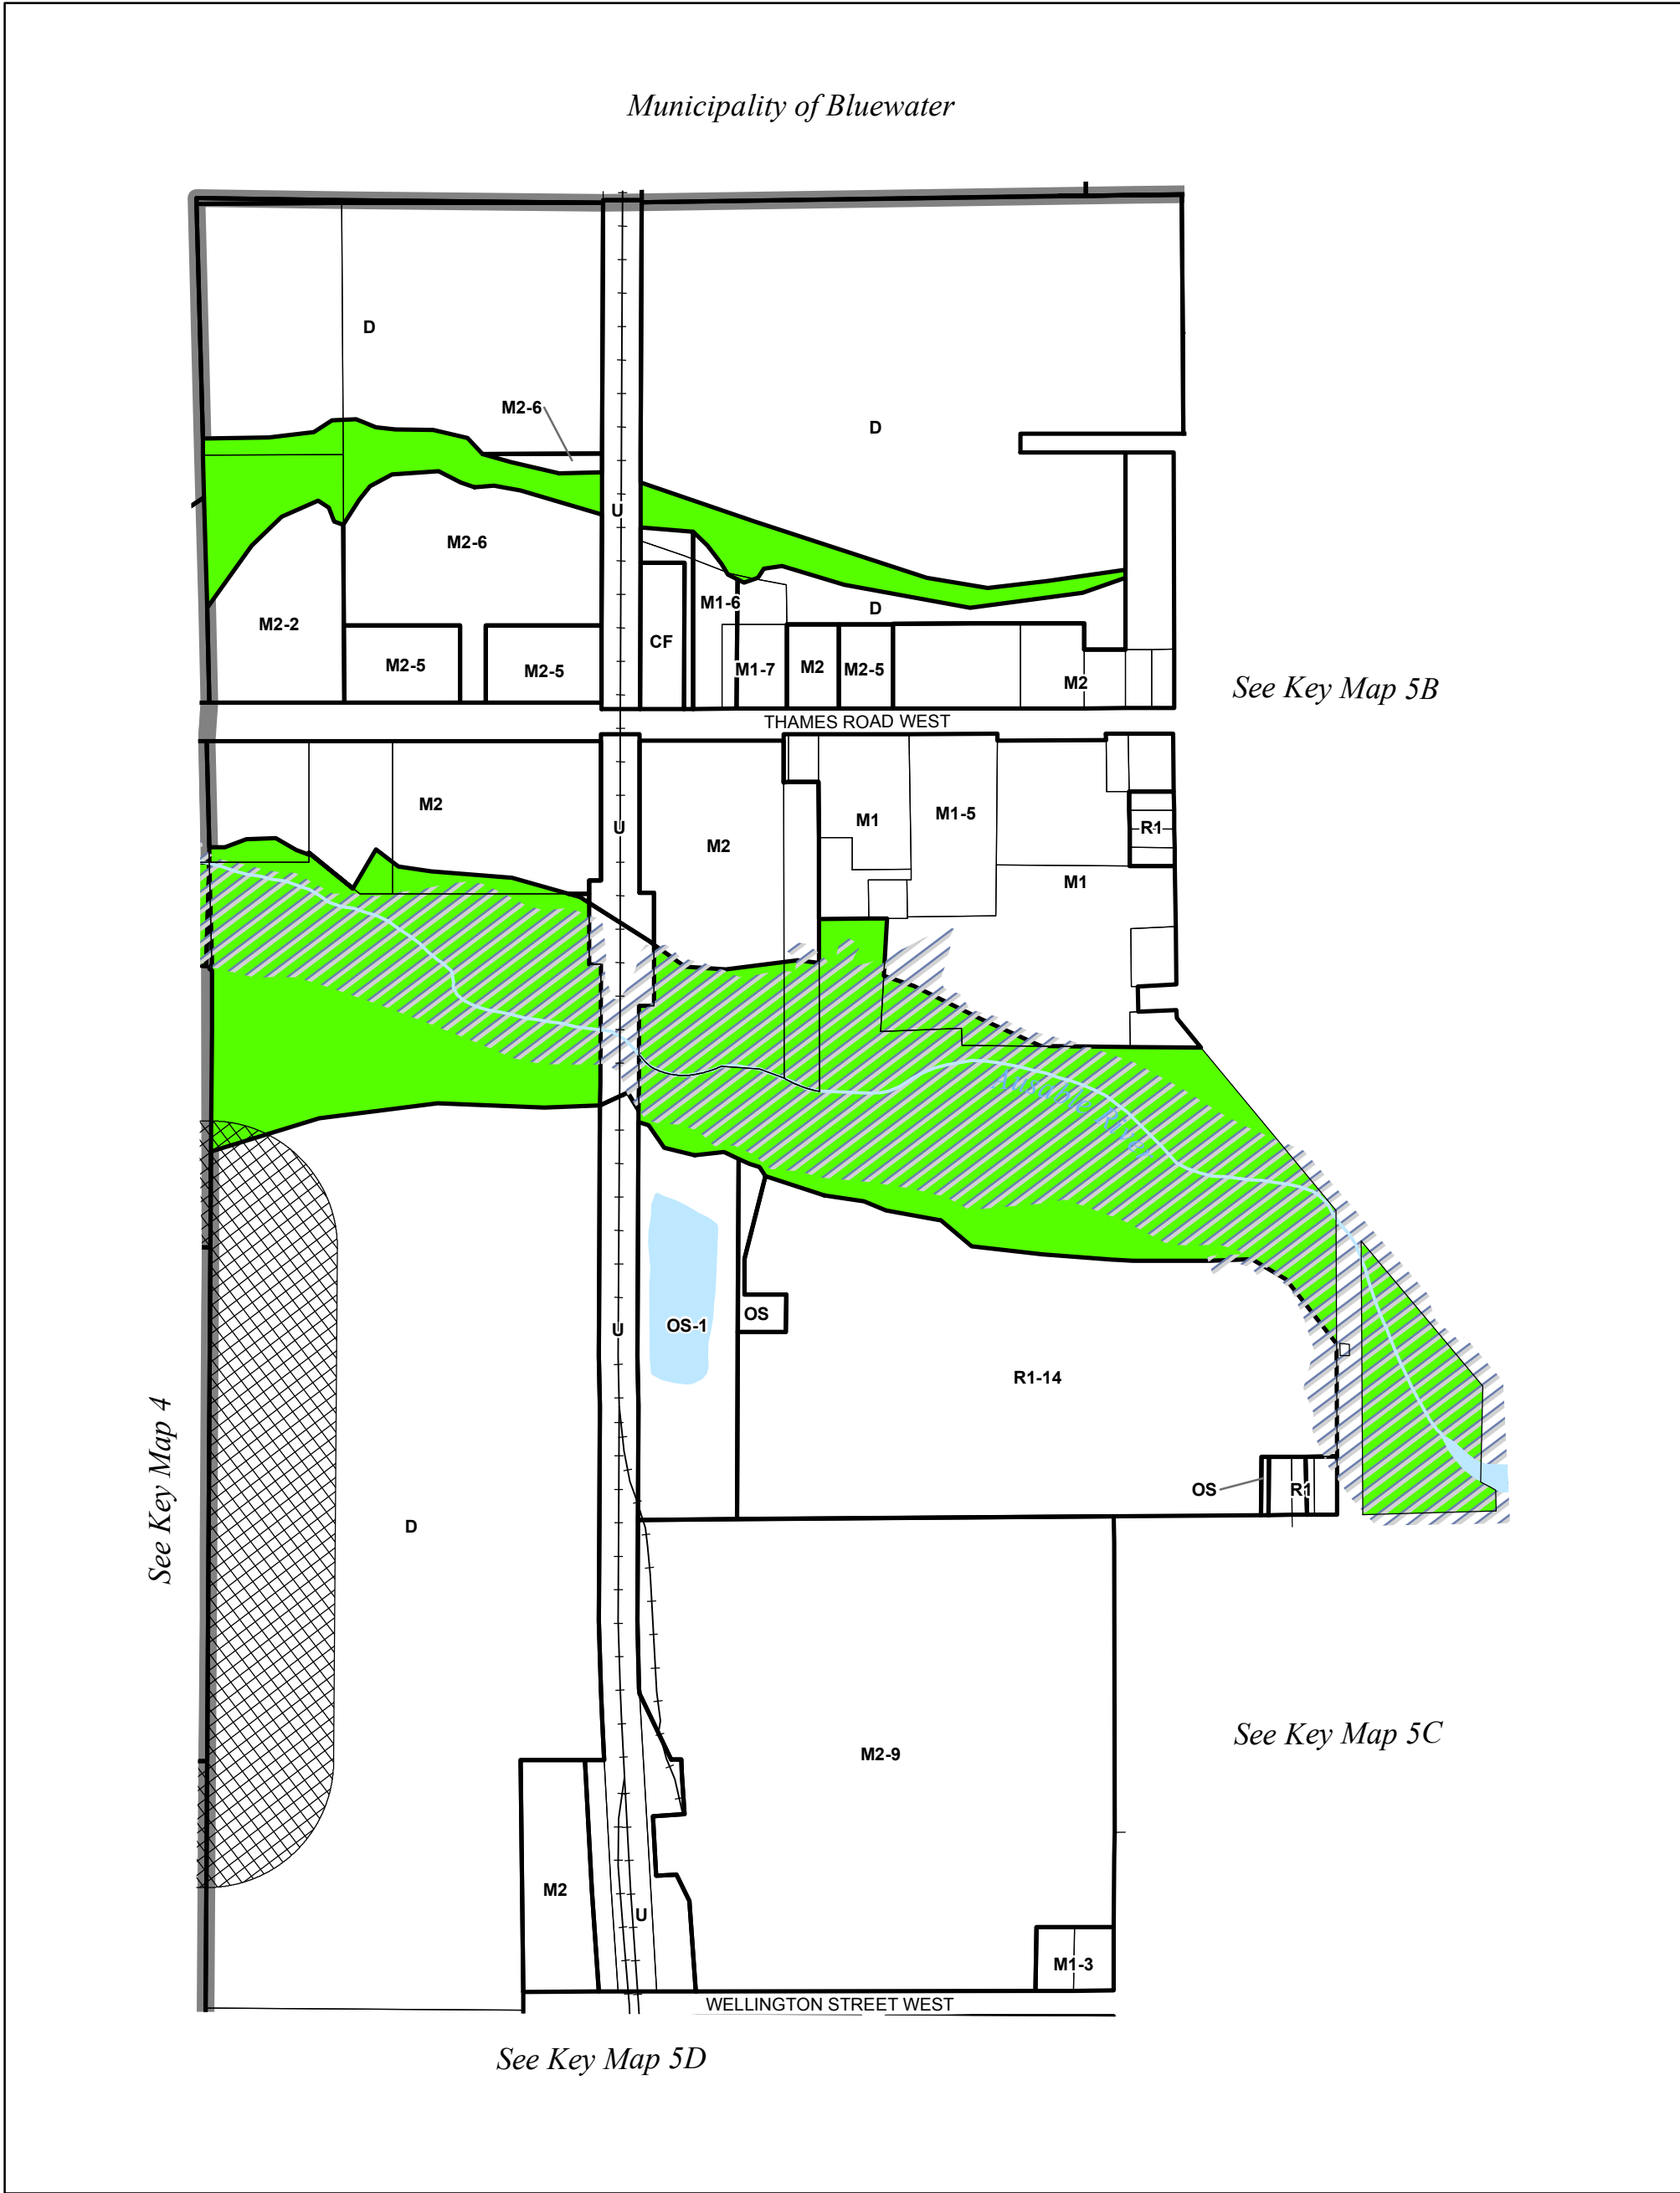 Municipality of Bluewater
D
M2-6
D
U
M2-6
M1-6
D
M2-2
CF
M2-5
M2-5
M1-7
M2
M2-5
M2
See Key Map 5B
THAMES ROAD WEST
M2
M1
M1-5
U
R1
M2
M1
Ausable River
OS-1
OS
U
R1-14
See Key Map 4
OS
R1
D
See Key Map 5C
M2-9
M2
U
M1-3
WELLINGTON STREET WEST
See Key Map 5D